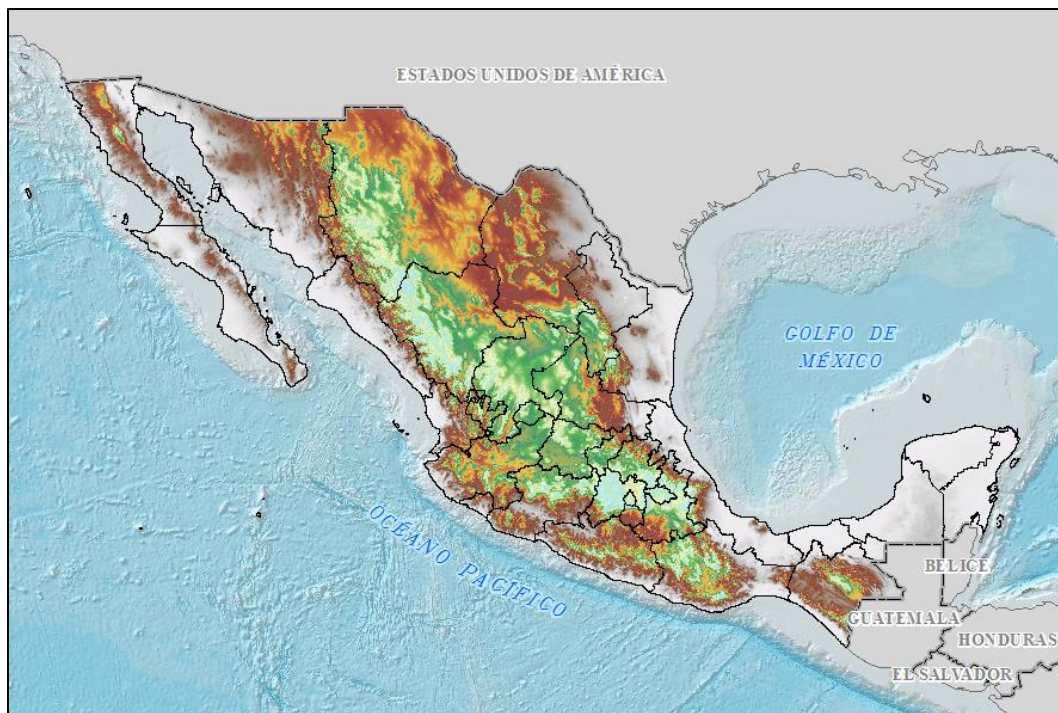 ESTADOS UNIDOS DE AMÉRICA
GOLFO DE
MÉXICO
OCÉANO PACÍFICO
BELICE
GUATEMALA
HONDURAS
EL SALVADOR